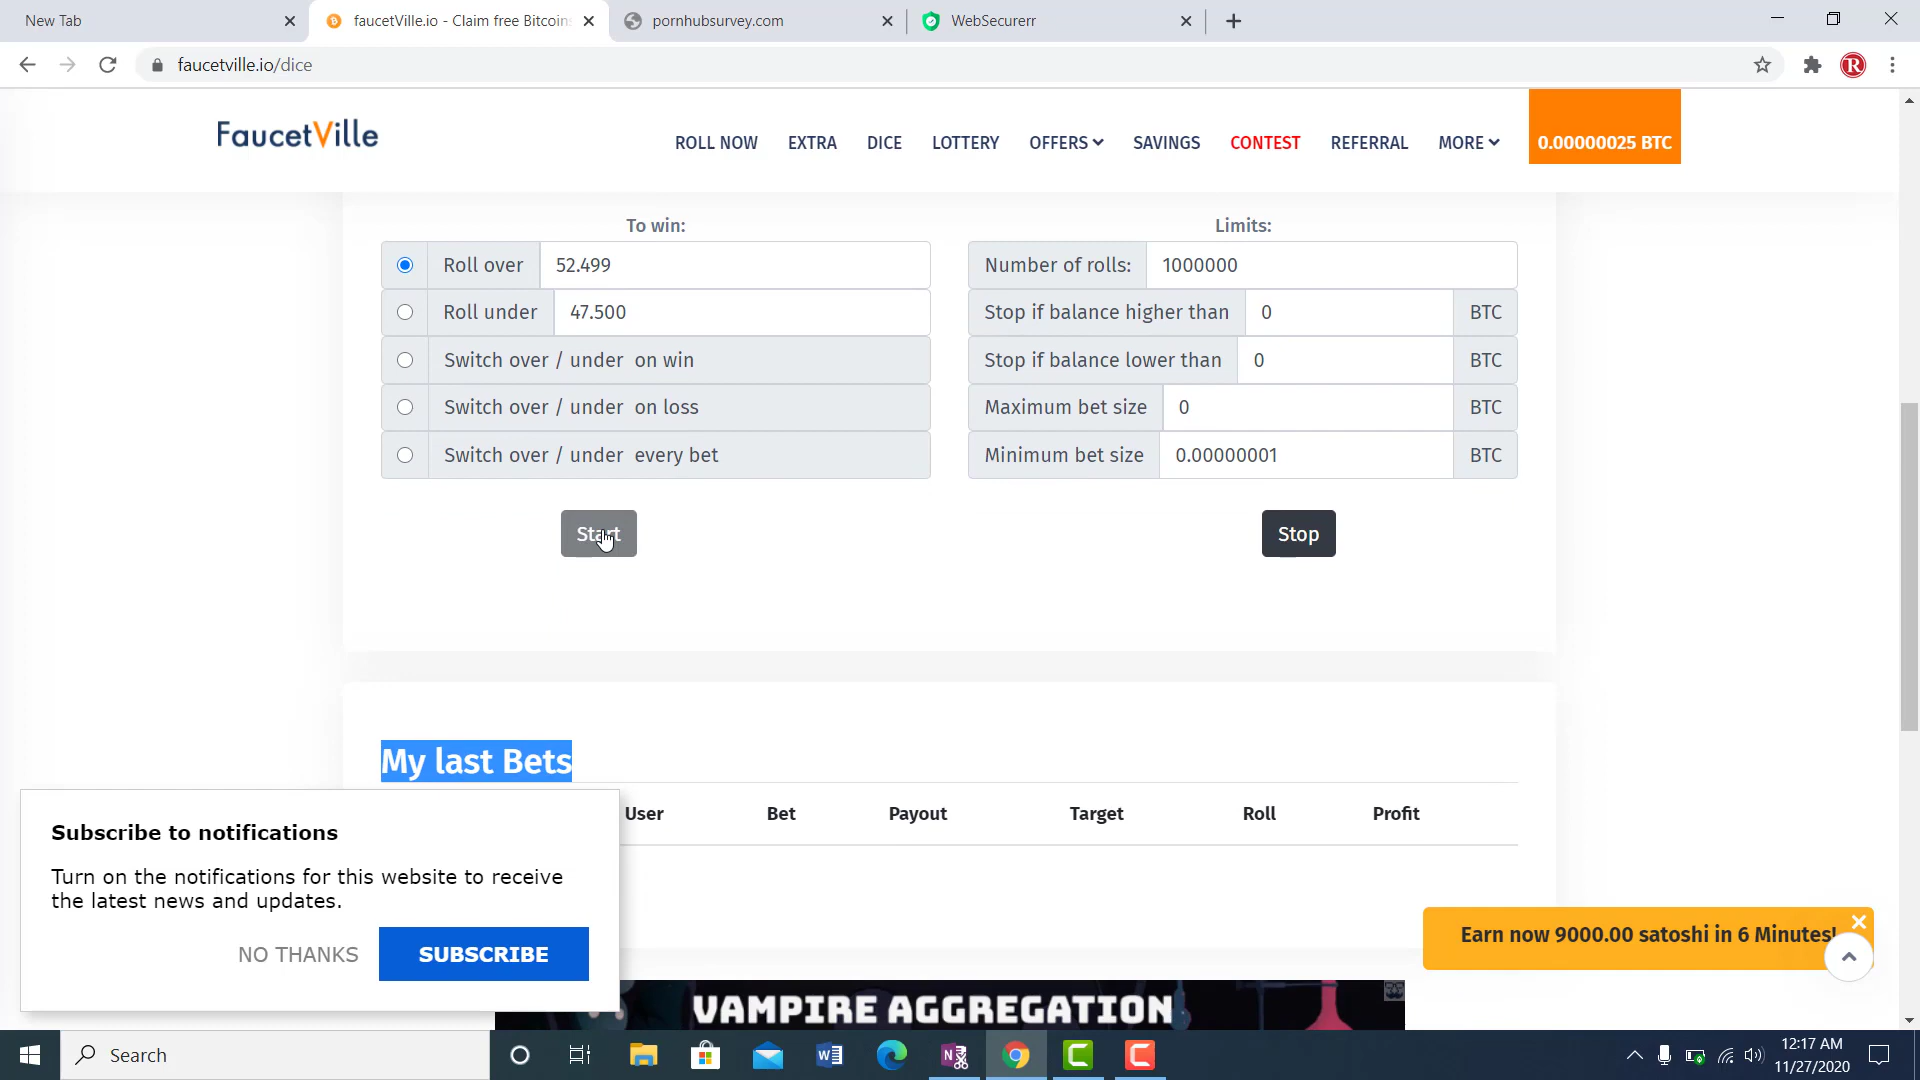 New Tab
faucetVille.io - Claim free Bitcoin
pornhubsurvey.com
WebSecurerr
faucetville.io/dice
R
FaucetVille
ROLL NOW
EXTRA
DICE
LOTTERY
OFFERS
SAVINGS
CONTEST
REFERRAL
MORE
0.00000025 BTC
To win:
Roll over 52.499
Roll under 47.500
Switch over / under on win
Switch over / under on loss
Switch over / under every bet
Limits:
Number of rolls: 1000000
Stop if balance higher than 0 BTC
Stop if balance lower than 0 BTC
Maximum bet size 0 BTC
Minimum bet size 0.00000001 BTC
Start
Stop
My last Bets
User Bet Payout Target Roll Profit
Subscribe to notifications
Turn on the notifications for this website to receive
the latest news and updates.
NO THANKS
SUBSCRIBE
Earn now 9000.00 satoshi in 6 Minutes!
VAMPIRE AGGREGATION
Search
12:17 AM
11/27/2020